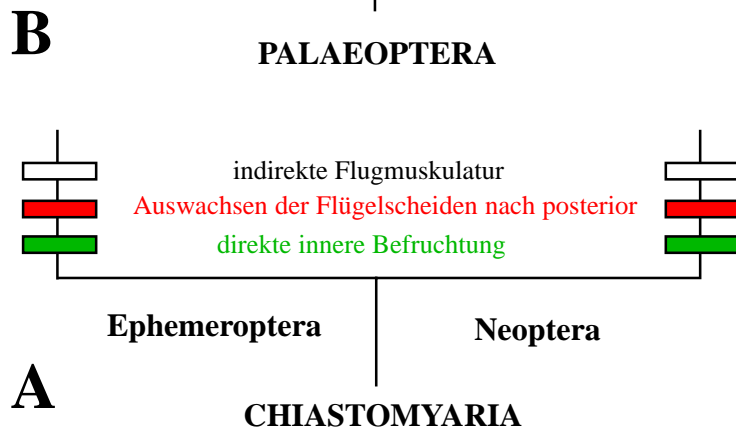 B
PALAEOPTERA
indirekte Flugmuskulatur
Auswachsen der Flügelscheiden nach posterior
direkte innere Befruchtung
Ephemeroptera
Neoptera
A
CHIASTOMYARIA